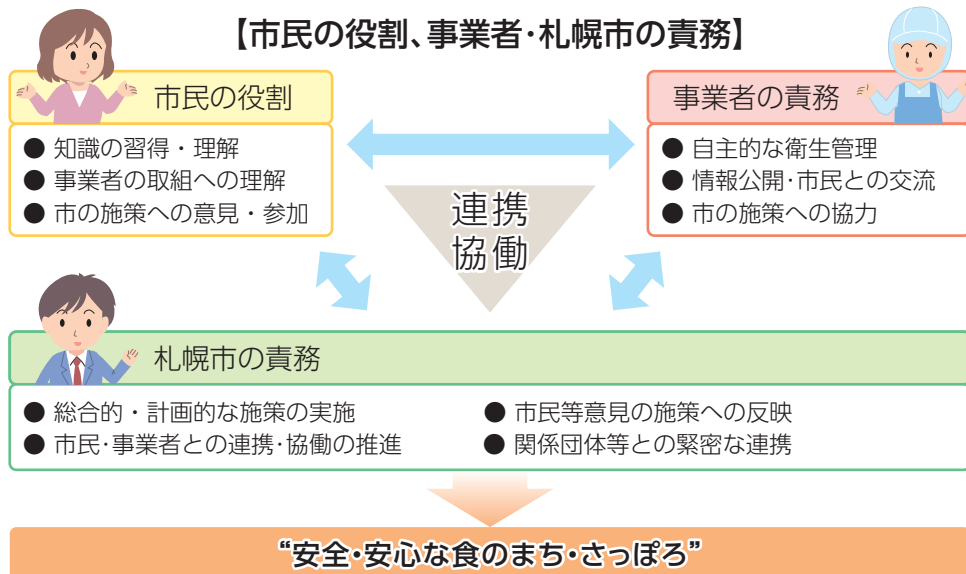 【市民の役割、事業者・札幌市の責務】
市民の役割
● 知識の習得・理解
● 事業者の取組への理解
● 市の施策への意見・参加
事業者の責務
● 自主的な衛生管理
● 情報公開・市民との交流
● 市の施策への協力
連携
協働
札幌市の責務
● 総合的・計画的な施策の実施
● 市民・事業者との連携・協働の推進
● 市民等意見の施策への反映
● 関係団体等との緊密な連携
“安全・安心な食のまち・さっぽろ”